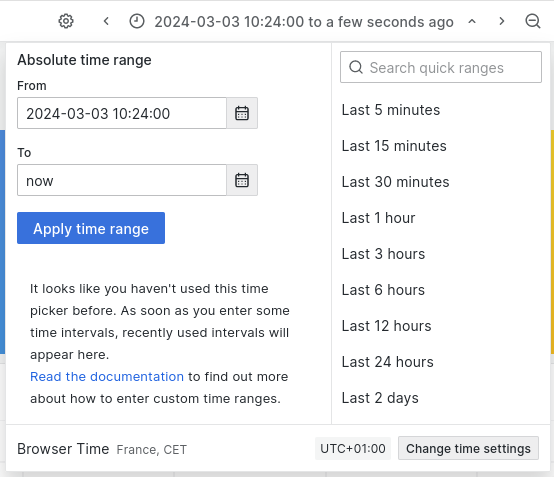 2024-03-03 10:24:00 to a few seconds ago
Absolute time range
From
2024-03-03 10:24:00
To
now
Apply time range
It looks like you haven't used this time
picker before. As soon as you enter some
time intervals, recently used intervals will
appear here.
Read the documentation to find out more
about how to enter custom time ranges.
Search quick ranges
Last 5 minutes
Last 15 minutes
Last 30 minutes
Last 1 hour
Last 3 hours
Last 6 hours
Last 12 hours
Last 24 hours
Last 2 days
Browser Time France, CET
UTC+01:00
Change time settings